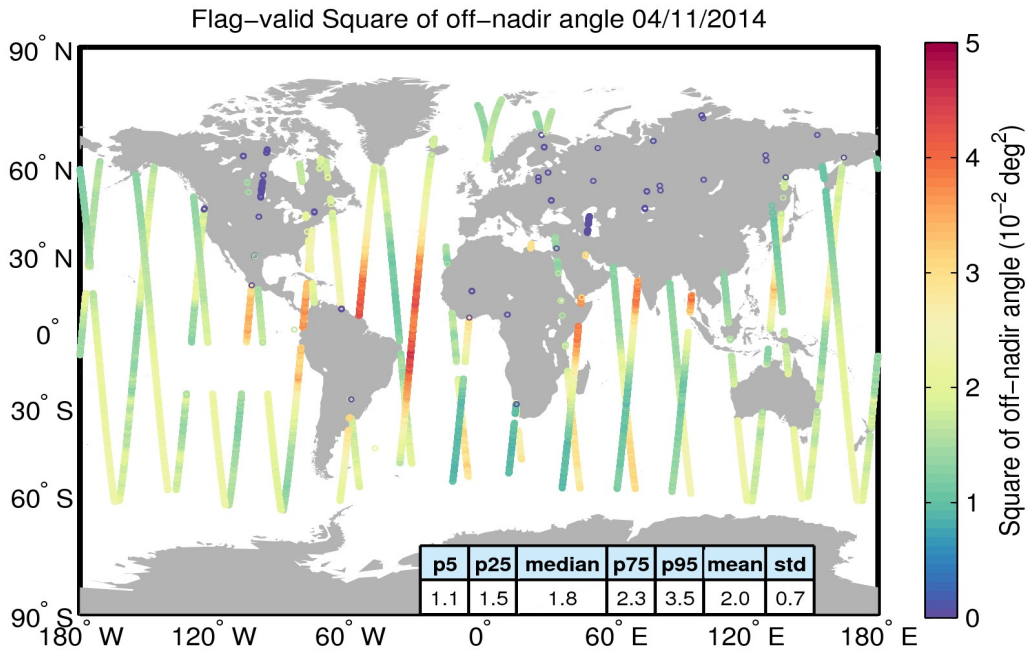 Flag−valid Square of off−nadir angle 04/11/2014
90° N
60° N
30° N
0°
30° S
60° S
90° S
180° W
120° W
60° W
0°
60° E
120° E
180° E
p5 p25 median p75 p95 mean std
1.1 1.5 1.8 2.3 3.5 2.0 0.7
5
4
3
2
1
0
Square of off−nadir angle (10⁻² deg²)